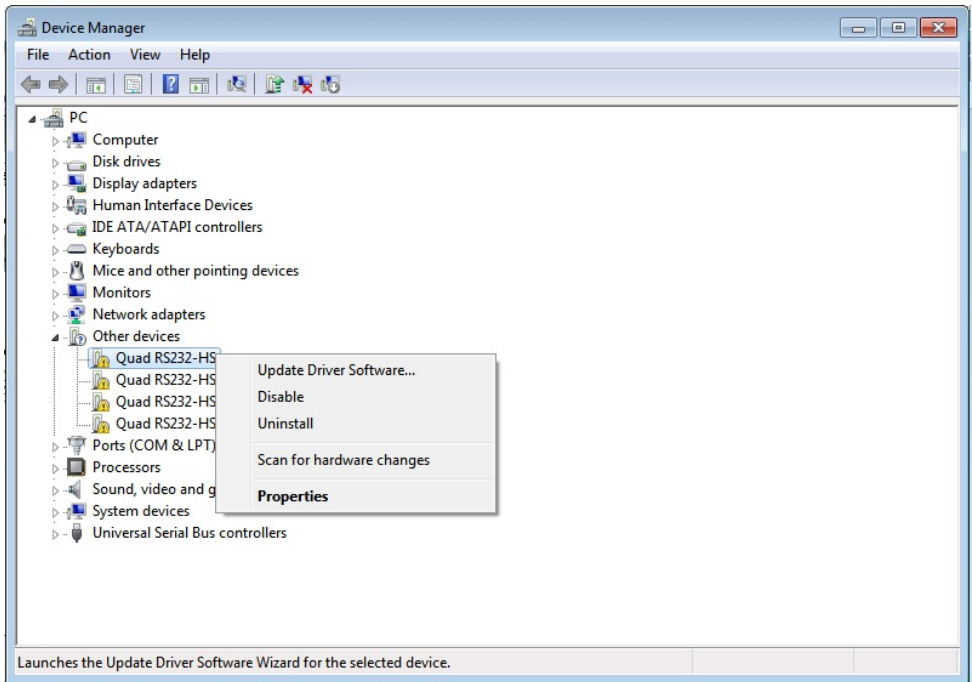 Device Manager
File Action View Help
PC
Computer
Disk drives
Display adapters
Human Interface Devices
IDE ATA/ATAPI controllers
Keyboards
Mice and other pointing devices
Monitors
Network adapters
Other devices
Quad RS232-HS
Quad RS232-HS
Quad RS232-HS
Quad RS232-HS
Ports (COM & LPT)
Processors
Sound, video and g
System devices
Universal Serial Bus controllers
Update Driver Software...
Disable
Uninstall
Scan for hardware changes
Properties
Launches the Update Driver Software Wizard for the selected device.